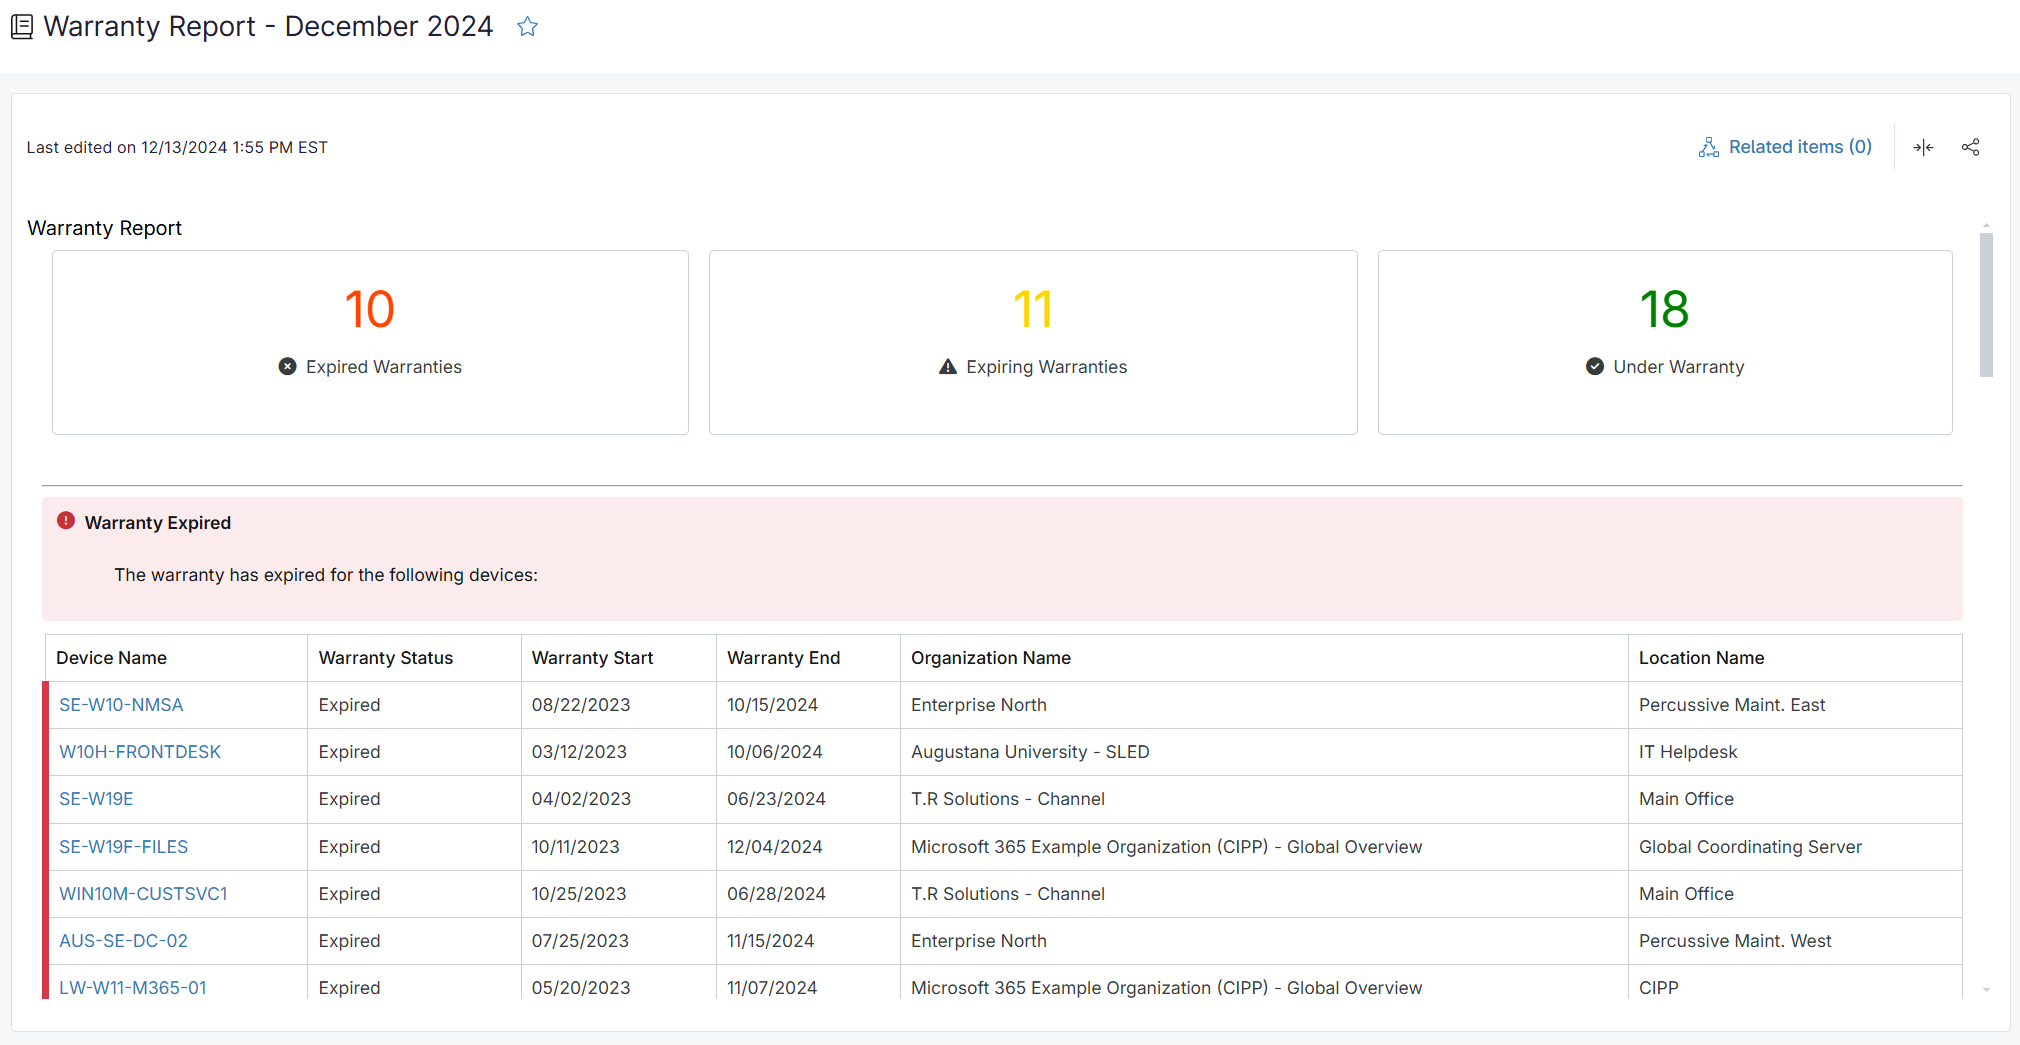 Warranty Report - December 2024
Last edited on 12/13/2024 1:55 PM EST
Related items (0)
Warranty Report
10
Expired Warranties
11
Expiring Warranties
18
Under Warranty
Warranty Expired
The warranty has expired for the following devices:
Device Name Warranty Status Warranty Start Warranty End Organization Name Location Name
SE-W10-NMSA Expired 08/22/2023 10/15/2024 Enterprise North Percussive Maint. East
W10H-FRONTDESK Expired 03/12/2023 10/06/2024 Augustana University - SLED IT Helpdesk
SE-W19E Expired 04/02/2023 06/23/2024 T.R Solutions - Channel Main Office
SE-W19F-FILES Expired 10/11/2023 12/04/2024 Microsoft 365 Example Organization (CIPP) - Global Overview Global Coordinating Server
WIN10M-CUSTSVC1 Expired 10/25/2023 06/28/2024 T.R Solutions - Channel Main Office
AUS-SE-DC-02 Expired 07/25/2023 11/15/2024 Enterprise North Percussive Maint. West
LW-W11-M365-01 Expired 05/20/2023 11/07/2024 Microsoft 365 Example Organization (CIPP) - Global Overview CIPP